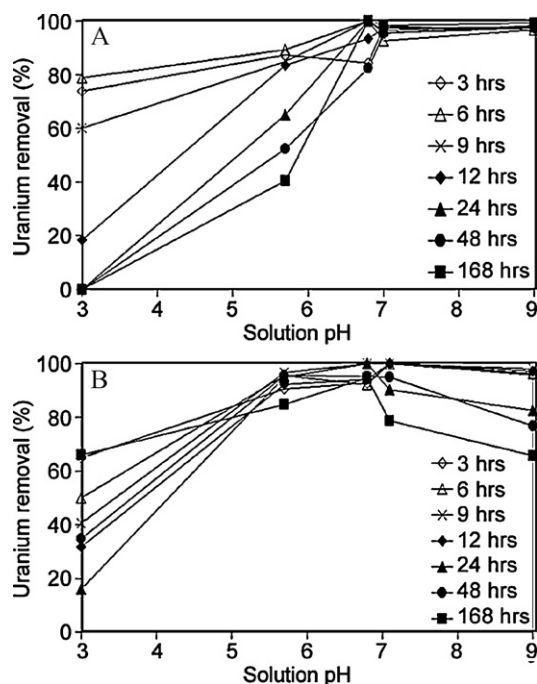 A
Uranium removal (%)
100
80
60
40
20
0
3 hrs
6 hrs
9 hrs
12 hrs
24 hrs
48 hrs
168 hrs
3 4 5 6 7 8 9
Solution pH
B
Uranium removal (%)
100
80
60
40
20
0
3 hrs
6 hrs
9 hrs
12 hrs
24 hrs
48 hrs
168 hrs
3 4 5 6 7 8 9
Solution pH